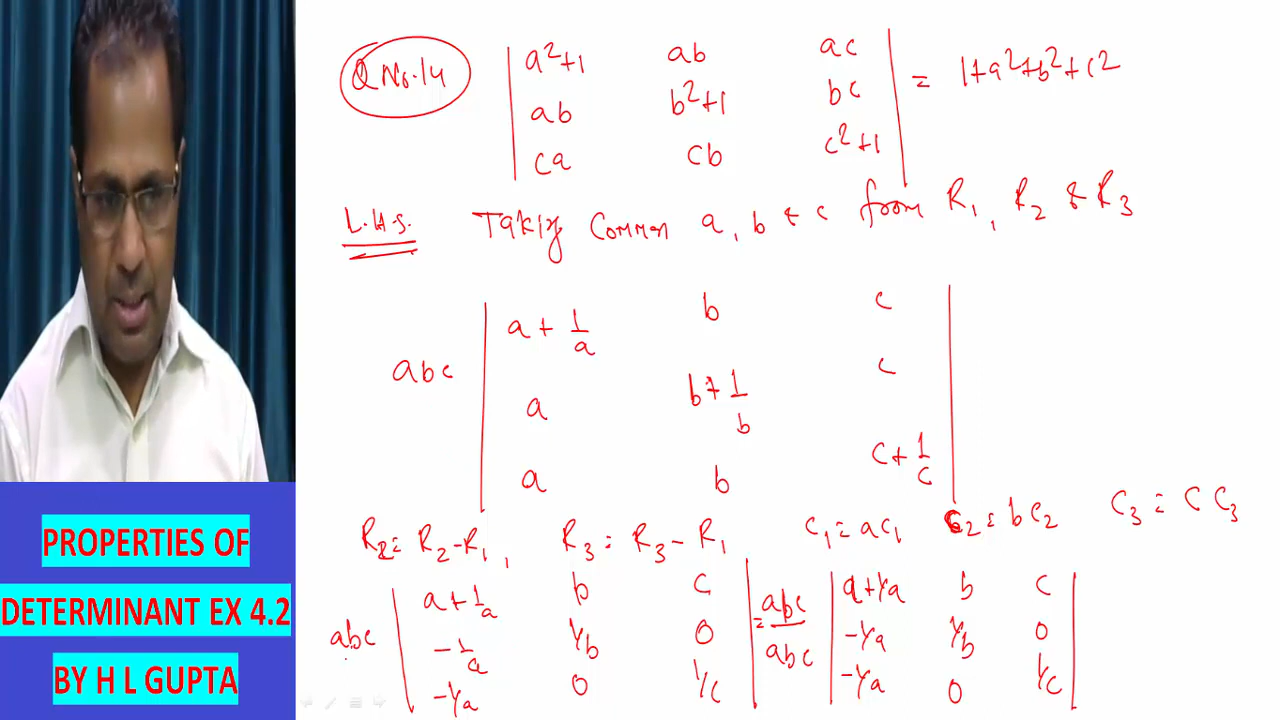 Q No.14
| a²+1 ab ac |
| ab b²+1 bc | = 1+a²+b²+c²
| ca cb c²+1 |
L.H.S. Taking Common a, b & c from R₁, R₂ & R₃
| a + 1/a b c |
abc | a b+1/b c |
| a b c+1/c |
R₂ = R₂-R₁, R₃ = R₃-R₁ C₁ = aC₁ C₂ = bC₂ C₃ = C C₃
| a+1/a b c | | a+1/a b c |
abc | -1/a 1/b 0 | = abc/abc | -1/a 1/b 0 |
| -1/a 0 1/c | | -1/a 0 1/c |
PROPERTIES OF
DETERMINANT EX 4.2
BY H L GUPTA